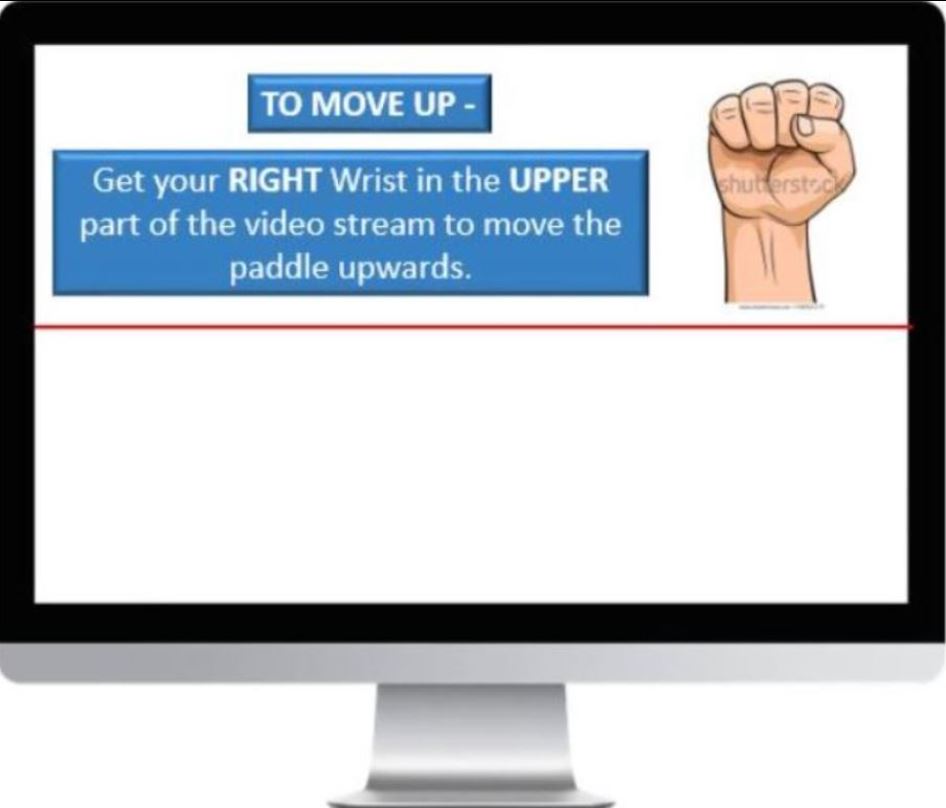 TO MOVE UP -
Get your RIGHT Wrist in the UPPER
part of the video stream to move the
paddle upwards.
shutterstock